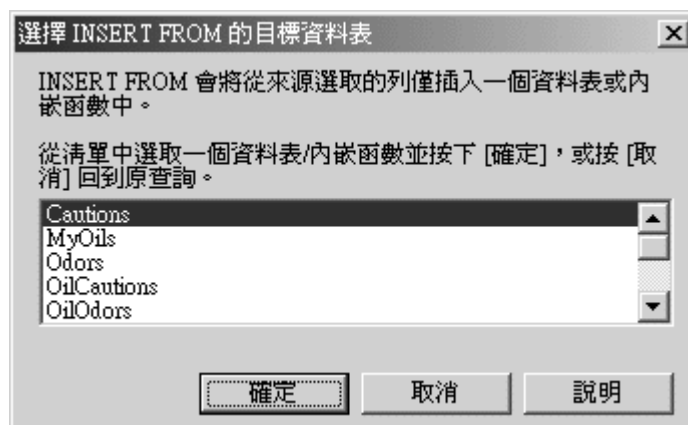 選擇 INSERT FROM 的目標資料表
INSERT FROM 會將從來源選取的列僅插入一個資料表或內
嵌函數中。
從清單中選取一個資料表/內嵌函數並按下 [確定]，或按 [取
消] 回到原查詢。
Cautions
MyOils
Odors
OilCautions
OilOdors
確定
取消
說明